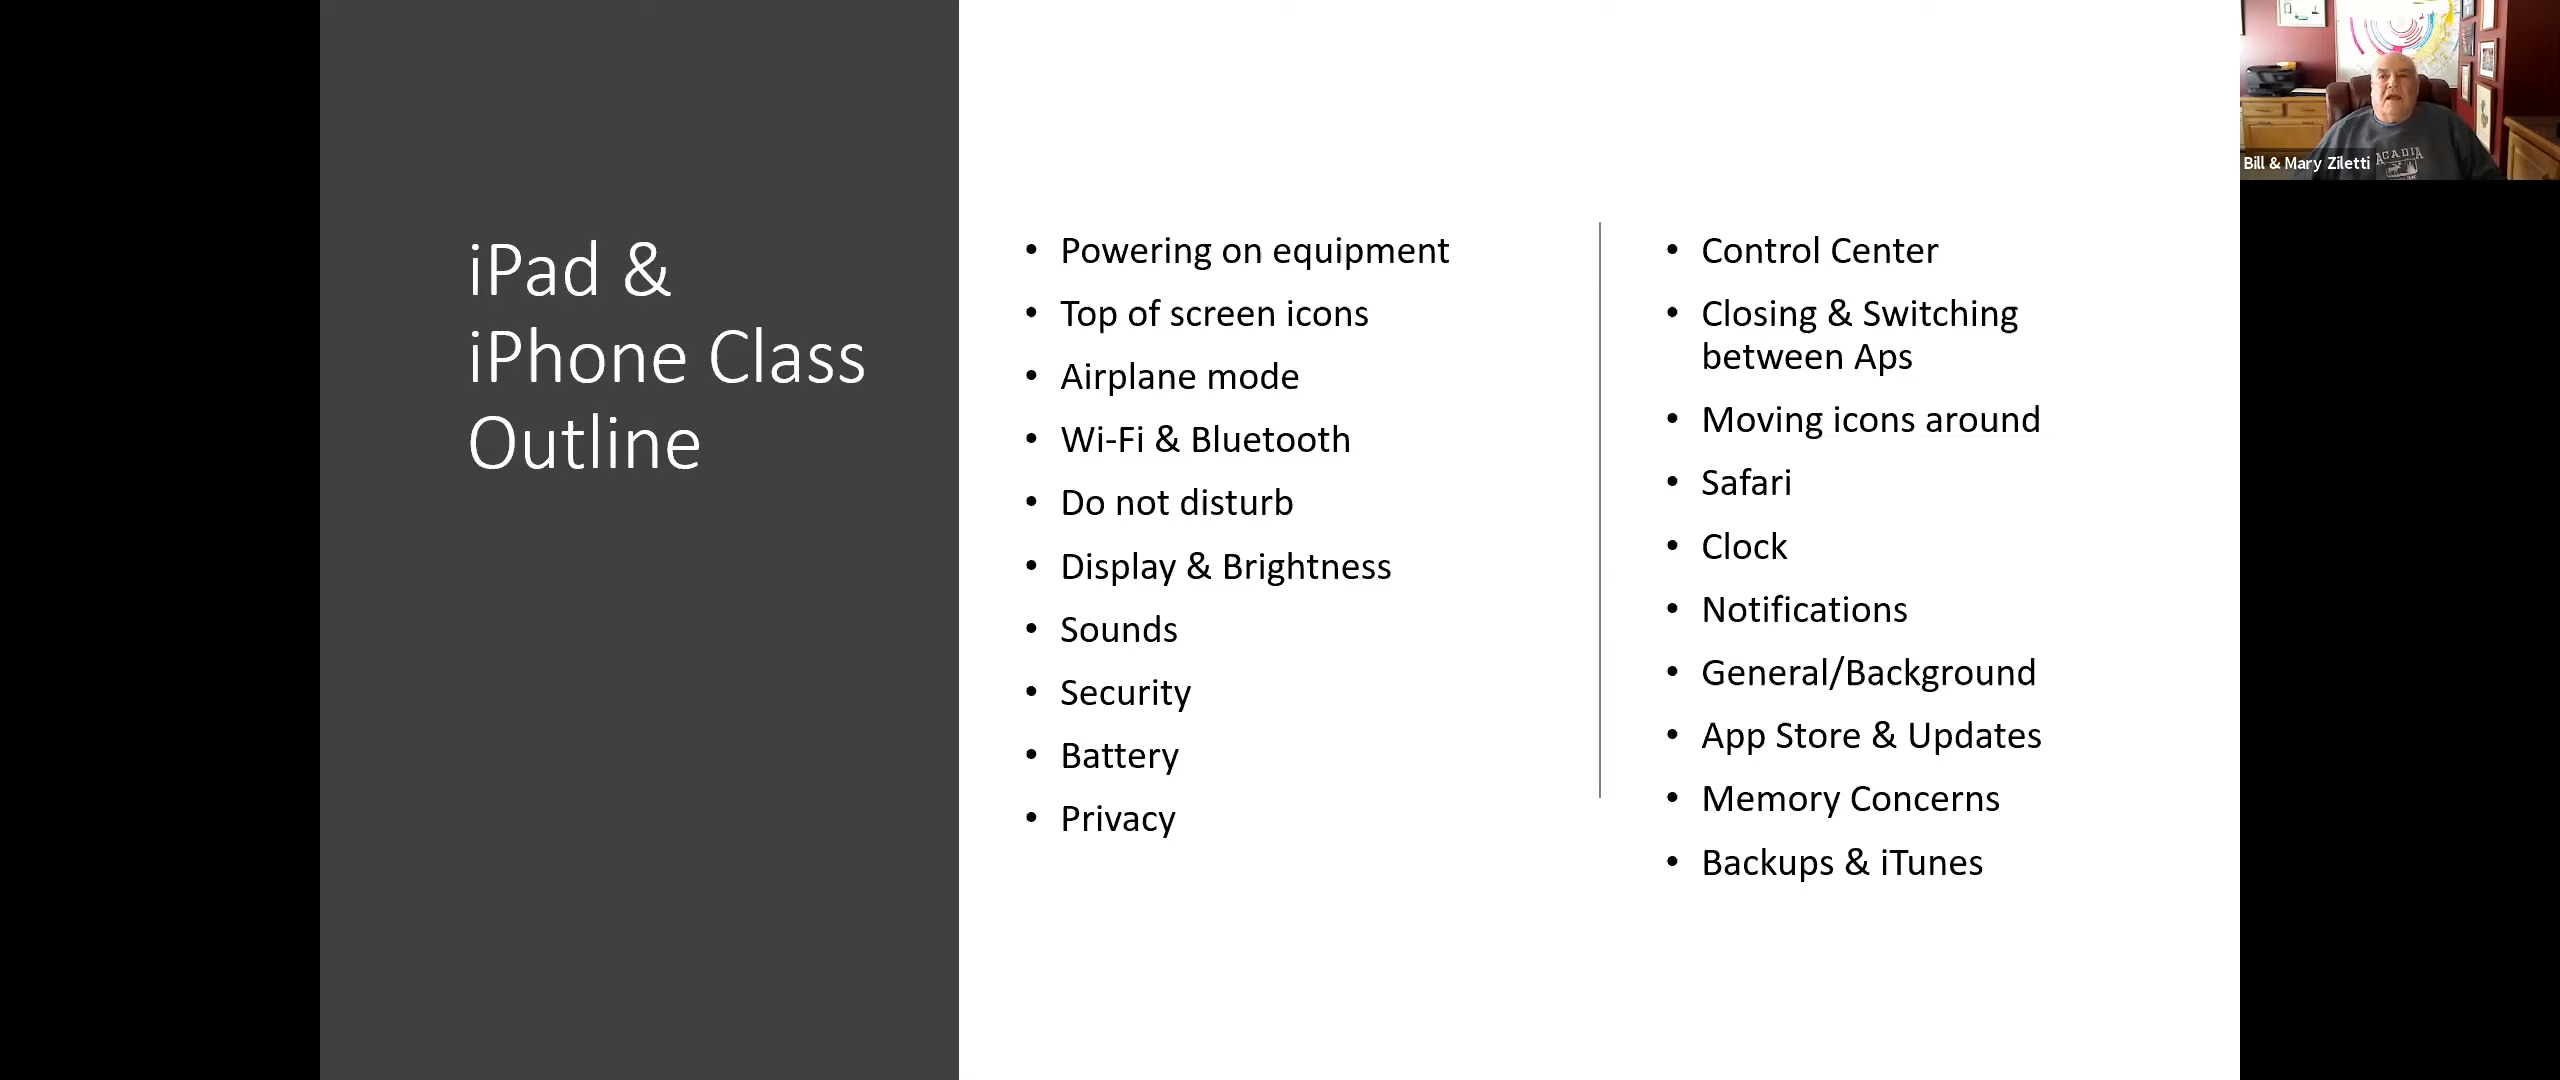 iPad &
iPhone Class
Outline
• Powering on equipment
• Top of screen icons
• Airplane mode
• Wi-Fi & Bluetooth
• Do not disturb
• Display & Brightness
• Sounds
• Security
• Battery
• Privacy
• Control Center
• Closing & Switching
between Aps
• Moving icons around
• Safari
• Clock
• Notifications
• General/Background
• App Store & Updates
• Memory Concerns
• Backups & iTunes
Bill & Mary Ziletti
ACADIA